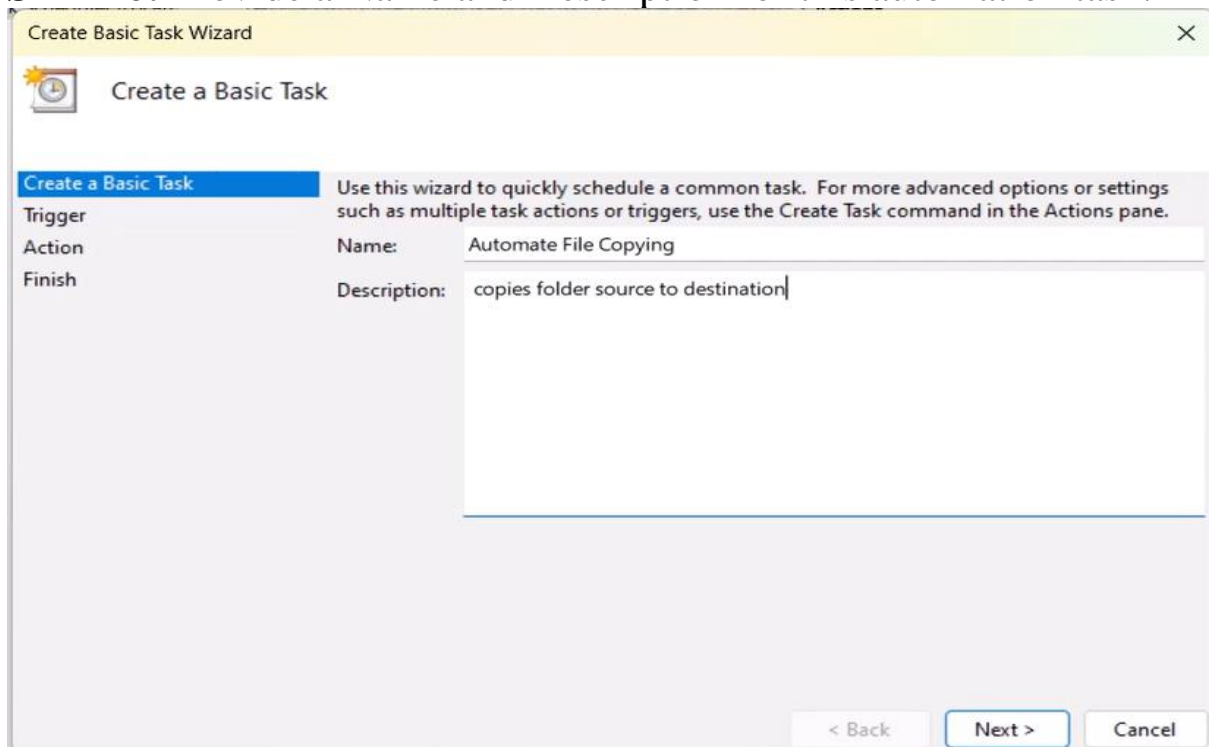 Create Basic Task Wizard
Create a Basic Task
Create a Basic Task
Trigger
Action
Finish
Use this wizard to quickly schedule a common task. For more advanced options or settings
such as multiple task actions or triggers, use the Create Task command in the Actions pane.
Name: Automate File Copying
Description: copies folder source to destination
< Back Next > Cancel